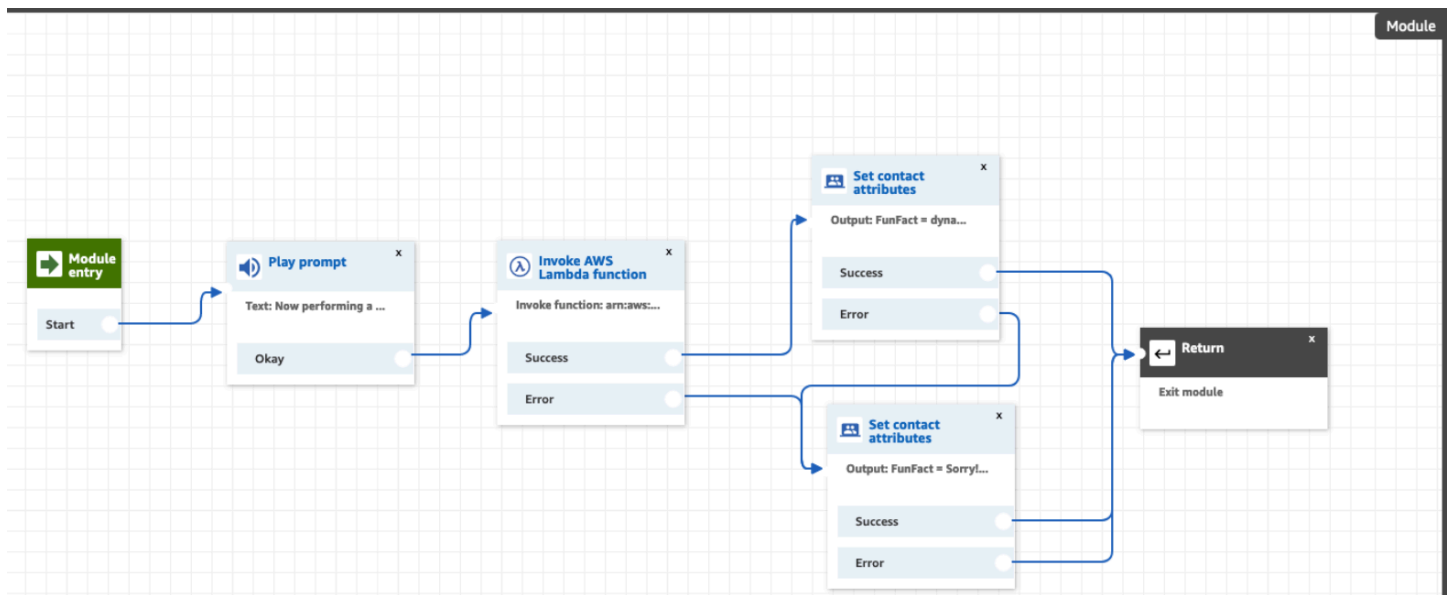 Module
Module
entry
Start
Play prompt
x
Text: Now performing a ...
Okay
Invoke AWS
Lambda function
x
Invoke function: arn:aws:...
Success
Error
Set contact
attributes
x
Output: FunFact = dyna...
Success
Error
Set contact
attributes
x
Output: FunFact = Sorry!...
Success
Error
Return
x
Exit module